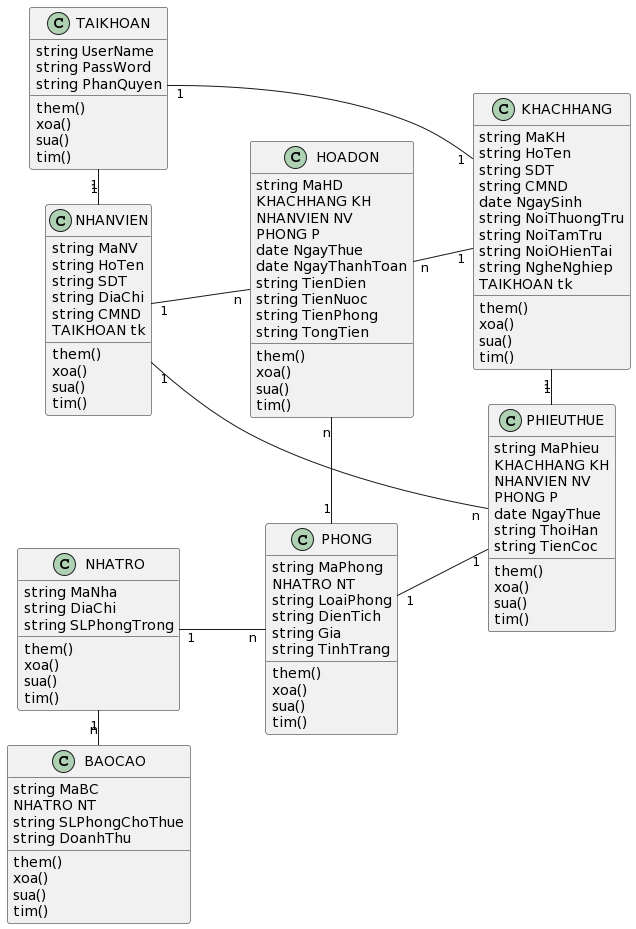 C TAIKHOAN
string UserName
string PassWord
string PhanQuyen
them()
xoa()
sua()
tim()
1
1
1
1
C KHACHHANG
string MaKH
string HoTen
string SDT
string CMND
date NgaySinh
string NoiThuongTru
string NoiTamTru
string NoiOHienTai
string NgheNghiep
TAIKHOAN tk
them()
xoa()
sua()
tim()
C HOADON
string MaHD
KHACHHANG KH
NHANVIEN NV
PHONG P
date NgayThue
date NgayThanhToan
string TienDien
string TienNuoc
string TienPhong
string TongTien
them()
xoa()
sua()
tim()
n
1
C NHANVIEN
string MaNV
string HoTen
string SDT
string DiaChi
string CMND
TAIKHOAN tk
them()
xoa()
sua()
tim()
1
n
1
n
1
1
n
1
C PHIEUTHUE
string MaPhieu
KHACHHANG KH
NHANVIEN NV
PHONG P
date NgayThue
string ThoiHan
string TienCoc
them()
xoa()
sua()
tim()
C PHONG
string MaPhong
NHATRO NT
string LoaiPhong
string DienTich
string Gia
string TinhTrang
them()
xoa()
sua()
tim()
1
1
C NHATRO
string MaNha
string DiaChi
string SLPhongTrong
them()
xoa()
sua()
tim()
1
n
1
n
C BAOCAO
string MaBC
NHATRO NT
string SLPhongChoThue
string DoanhThu
them()
xoa()
sua()
tim()